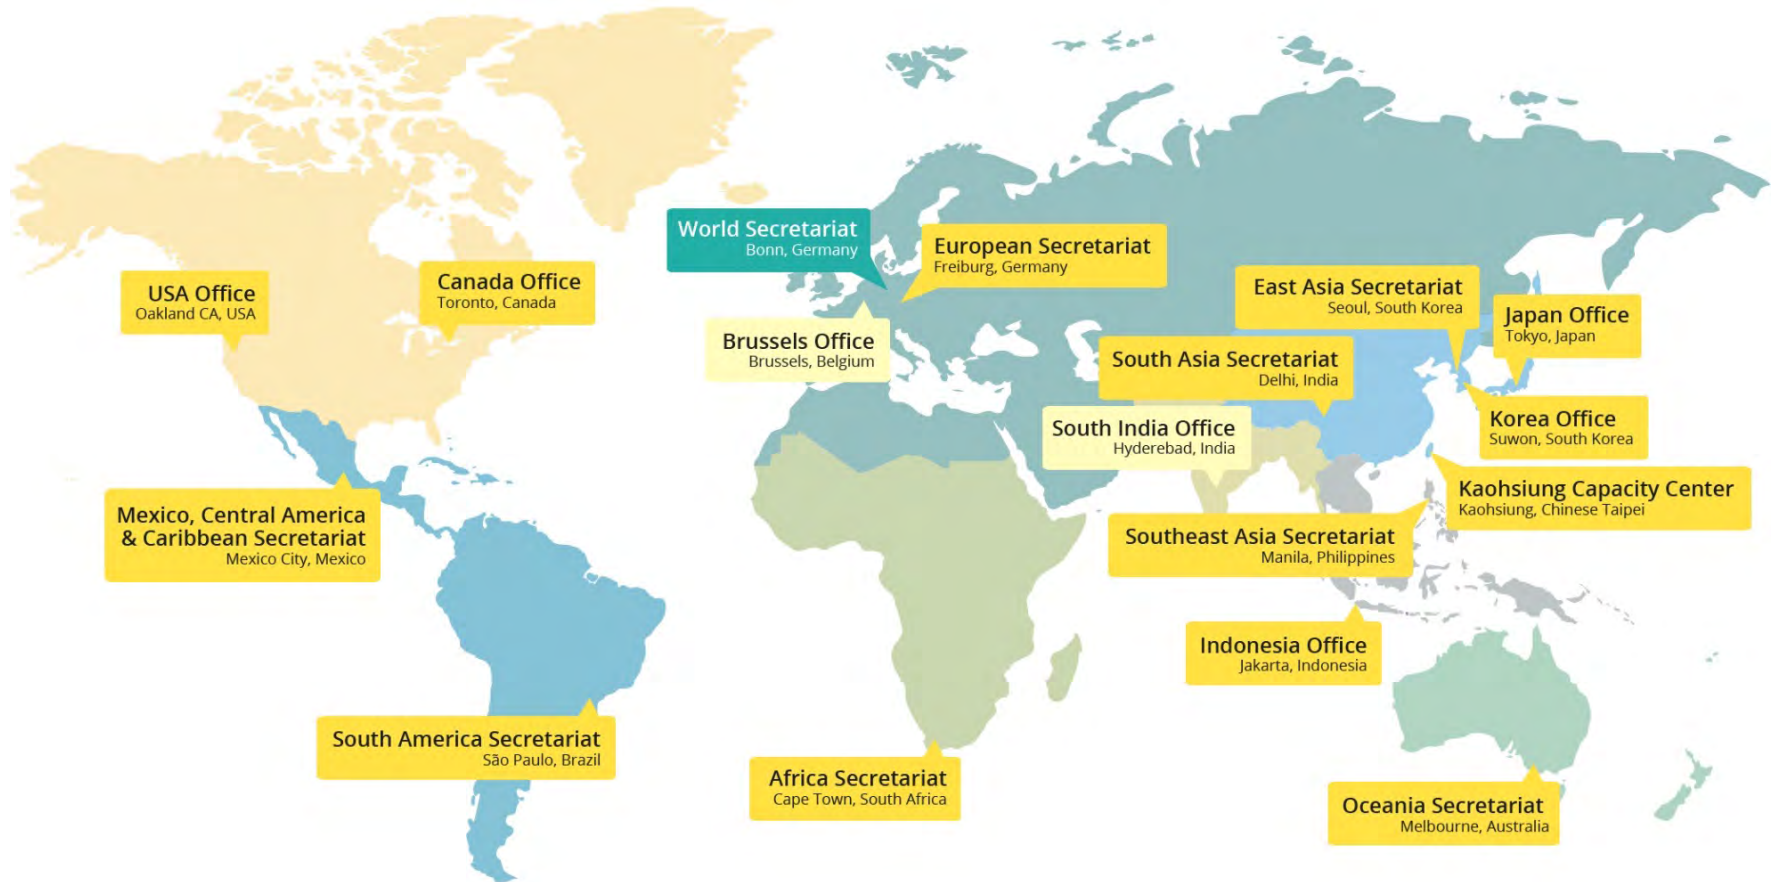 World Secretariat
Bonn, Germany
European Secretariat
Freiburg, Germany
USA Office
Oakland CA, USA
Canada Office
Toronto, Canada
East Asia Secretariat
Seoul, South Korea
Japan Office
Tokyo, Japan
Brussels Office
Brussels, Belgium
South Asia Secretariat
Delhi, India
South India Office
Hyderebad, India
Korea Office
Suwon, South Korea
Mexico, Central America
& Caribbean Secretariat
Mexico City, Mexico
Kaohsiung Capacity Center
Kaohsiung, Chinese Taipei
Southeast Asia Secretariat
Manila, Philippines
Indonesia Office
Jakarta, Indonesia
South America Secretariat
São Paulo, Brazil
Africa Secretariat
Cape Town, South Africa
Oceania Secretariat
Melbourne, Australia